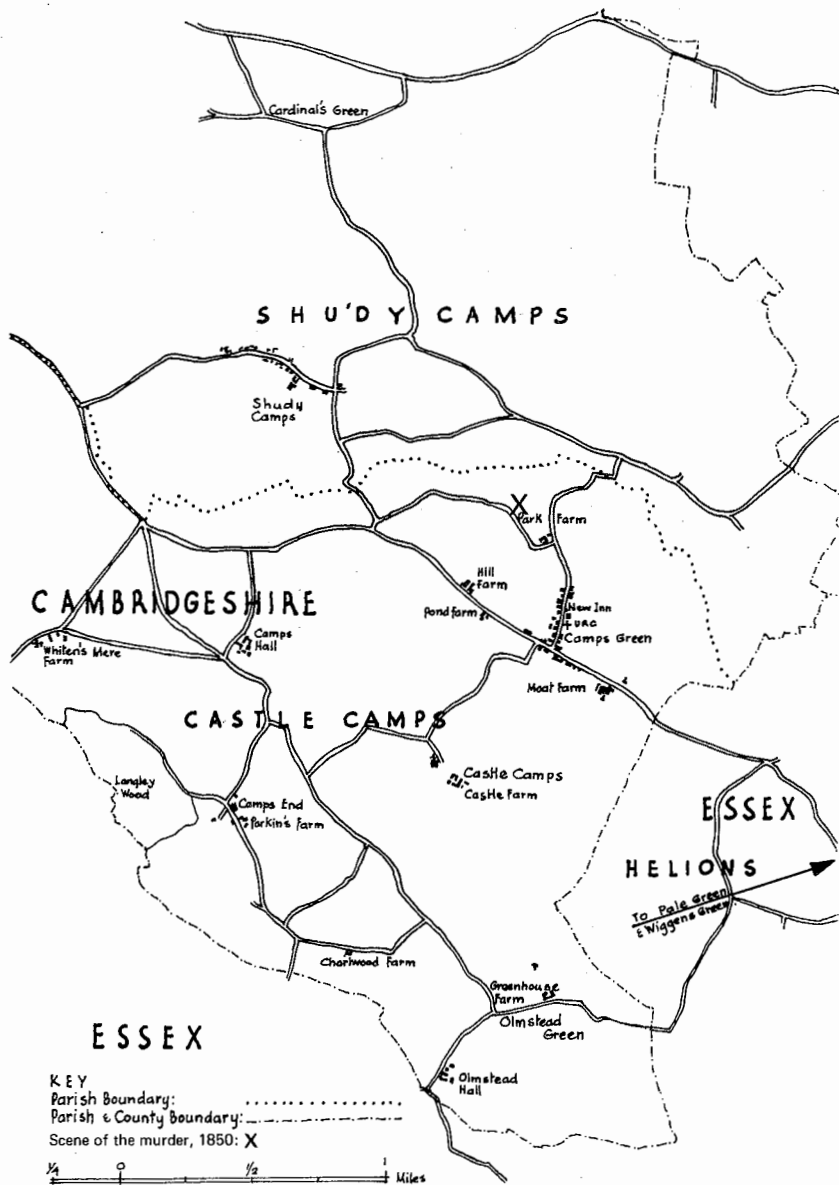 Cardinal's Green
SHU'DY CAMPS
Shudy
Camps
X
Park Farm
Hill
Farm
Pond farm
New Inn
+ URC
Camps Green
Moat Farm
CAMBRIDGESHIRE
Camps
Hall
Whiten's Mere
Farm
CASTLE CAMPS
Castle Camps
Castle Farm
Langley
Wood
Camps End
Parkin's Farm
ESSEX
HELIONS
To Pale Green
& Wiggens Green
Charlwood Farm
Greenhouse
Farm
Olmstead
Green
Olmstead
Hall
ESSEX
KEY
Parish Boundary:
Parish & County Boundary:
Scene of the murder, 1850: X
1/4 0 1/2 1 Miles